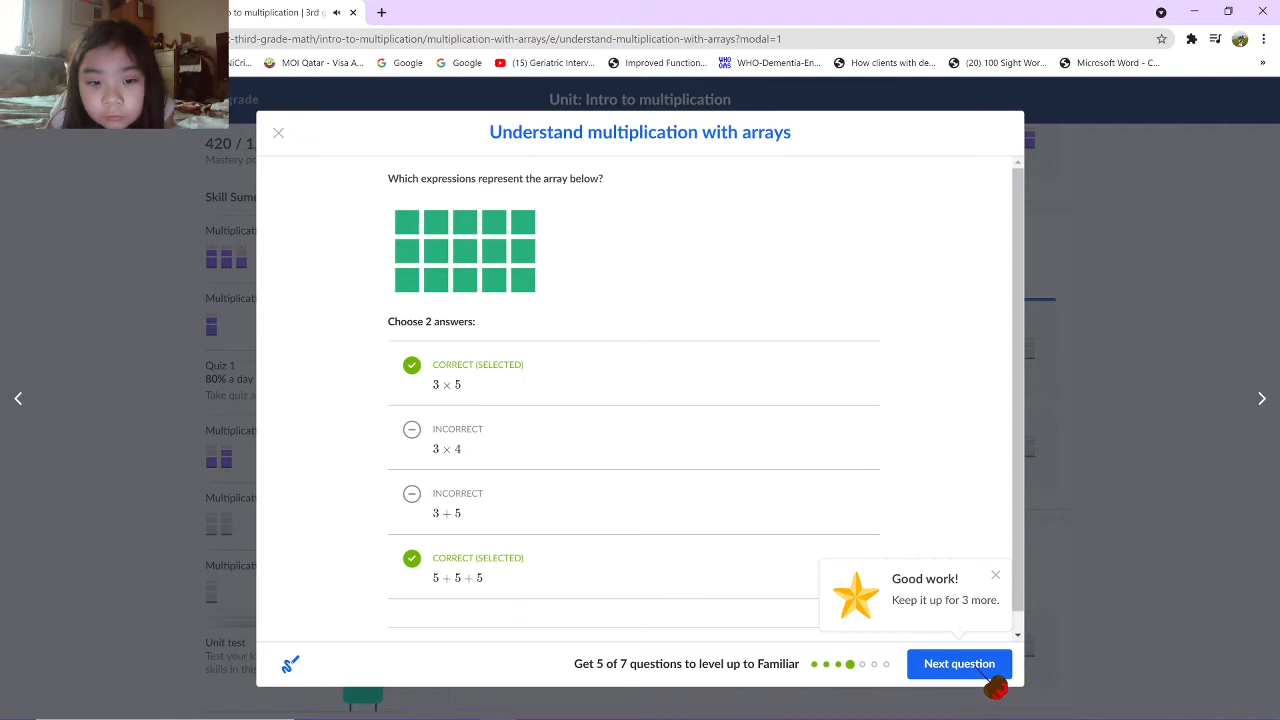 o to multiplication | 3rd g
-third-grade-math/intro-to-multiplication/multiplication-with-arrays/e/understand-multiplication-with-arrays?modal=1
NiCr...
MOUQI - Visa A...
Google
Google
(15) Geriatric Interv...
Improved Function...
WHO-Dementia-En...
How climate with de...
(20) 100 Sight Wor...
Microsoft Word - C...
»
grade
Unit: Intro to multiplication
Understand multiplication with arrays
420 / 1,
Mastery po
Skill Sum
Multiplicati
Multiplicati
Quiz 1
80% a day
Take quiz a
Multiplicati
Multiplicati
Multiplicati
Unit test
Test your k
skills in this
Which expressions represent the array below?
Choose 2 answers:
CORRECT (SELECTED)
3 × 5
INCORRECT
3 × 4
INCORRECT
3 + 5
CORRECT (SELECTED)
5 + 5 + 5
Good work!
Keep it up for 3 more.
Get 5 of 7 questions to level up to Familiar
Next question